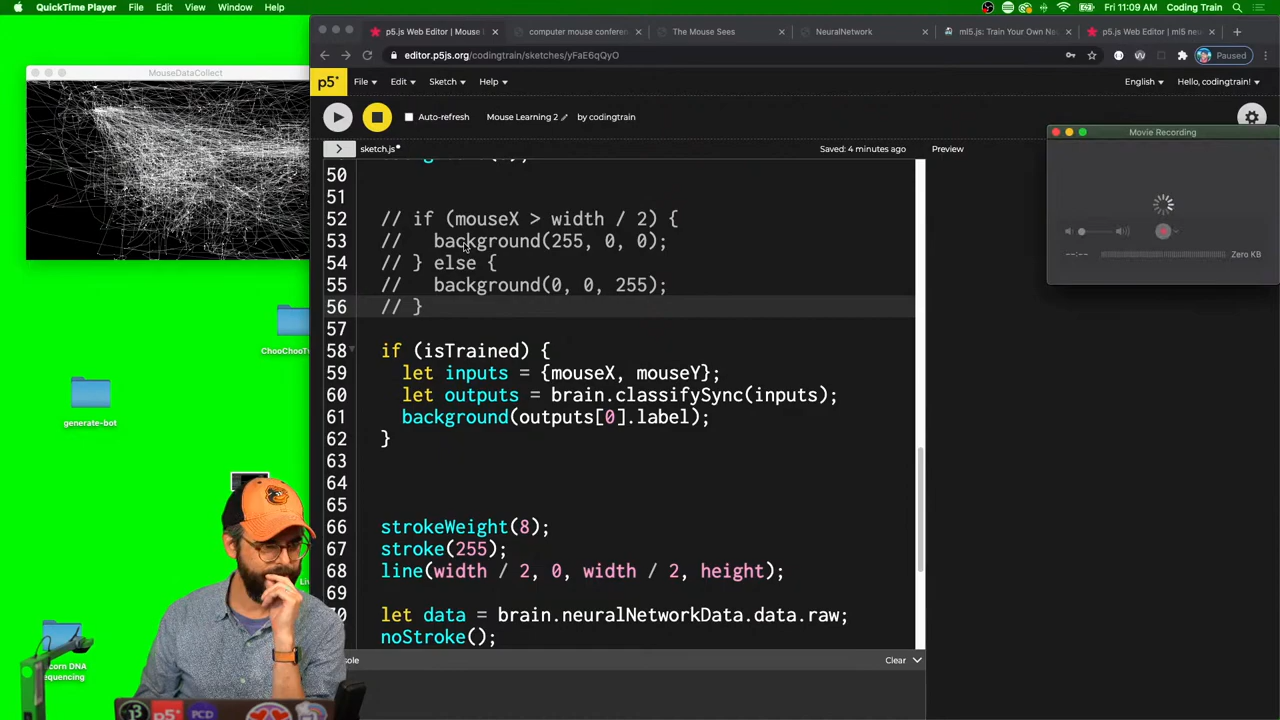 QuickTime Player File Edit View Window Help
Fri 11:09 AM Coding Train
MouseDataCollect
p5.js Web Editor | Mouse
computer mouse conferen
The Mouse Sees
NeuralNetwork
ml5.js: Train Your Own Neu
p5.js Web Editor | ml5 neu
editor.p5js.org/codingtrain/sketches/yFaE6qQyO
Paused
p5* File Edit Sketch Help
English Hello, codingtrain!
Auto-refresh Mouse Learning 2 by codingtrain
Movie Recording
sketch.js• Saved: 4 minutes ago Preview
50
51
52 // if (mouseX > width / 2) {
53 // background(255, 0, 0);
54 // } else {
55 // background(0, 0, 255);
56 // }
57
58 if (isTrained) {
59 let inputs = {mouseX, mouseY};
60 let outputs = brain.classifySync(inputs);
61 background(outputs[0].label);
62 }
63
64
65
66 strokeWeight(8);
67 stroke(255);
68 line(width / 2, 0, width / 2, height);
69
70 let data = brain.neuralNetworkData.data.raw;
noStroke();
Clear
--:-- Zero KB
generate-bot
p5*
PCD